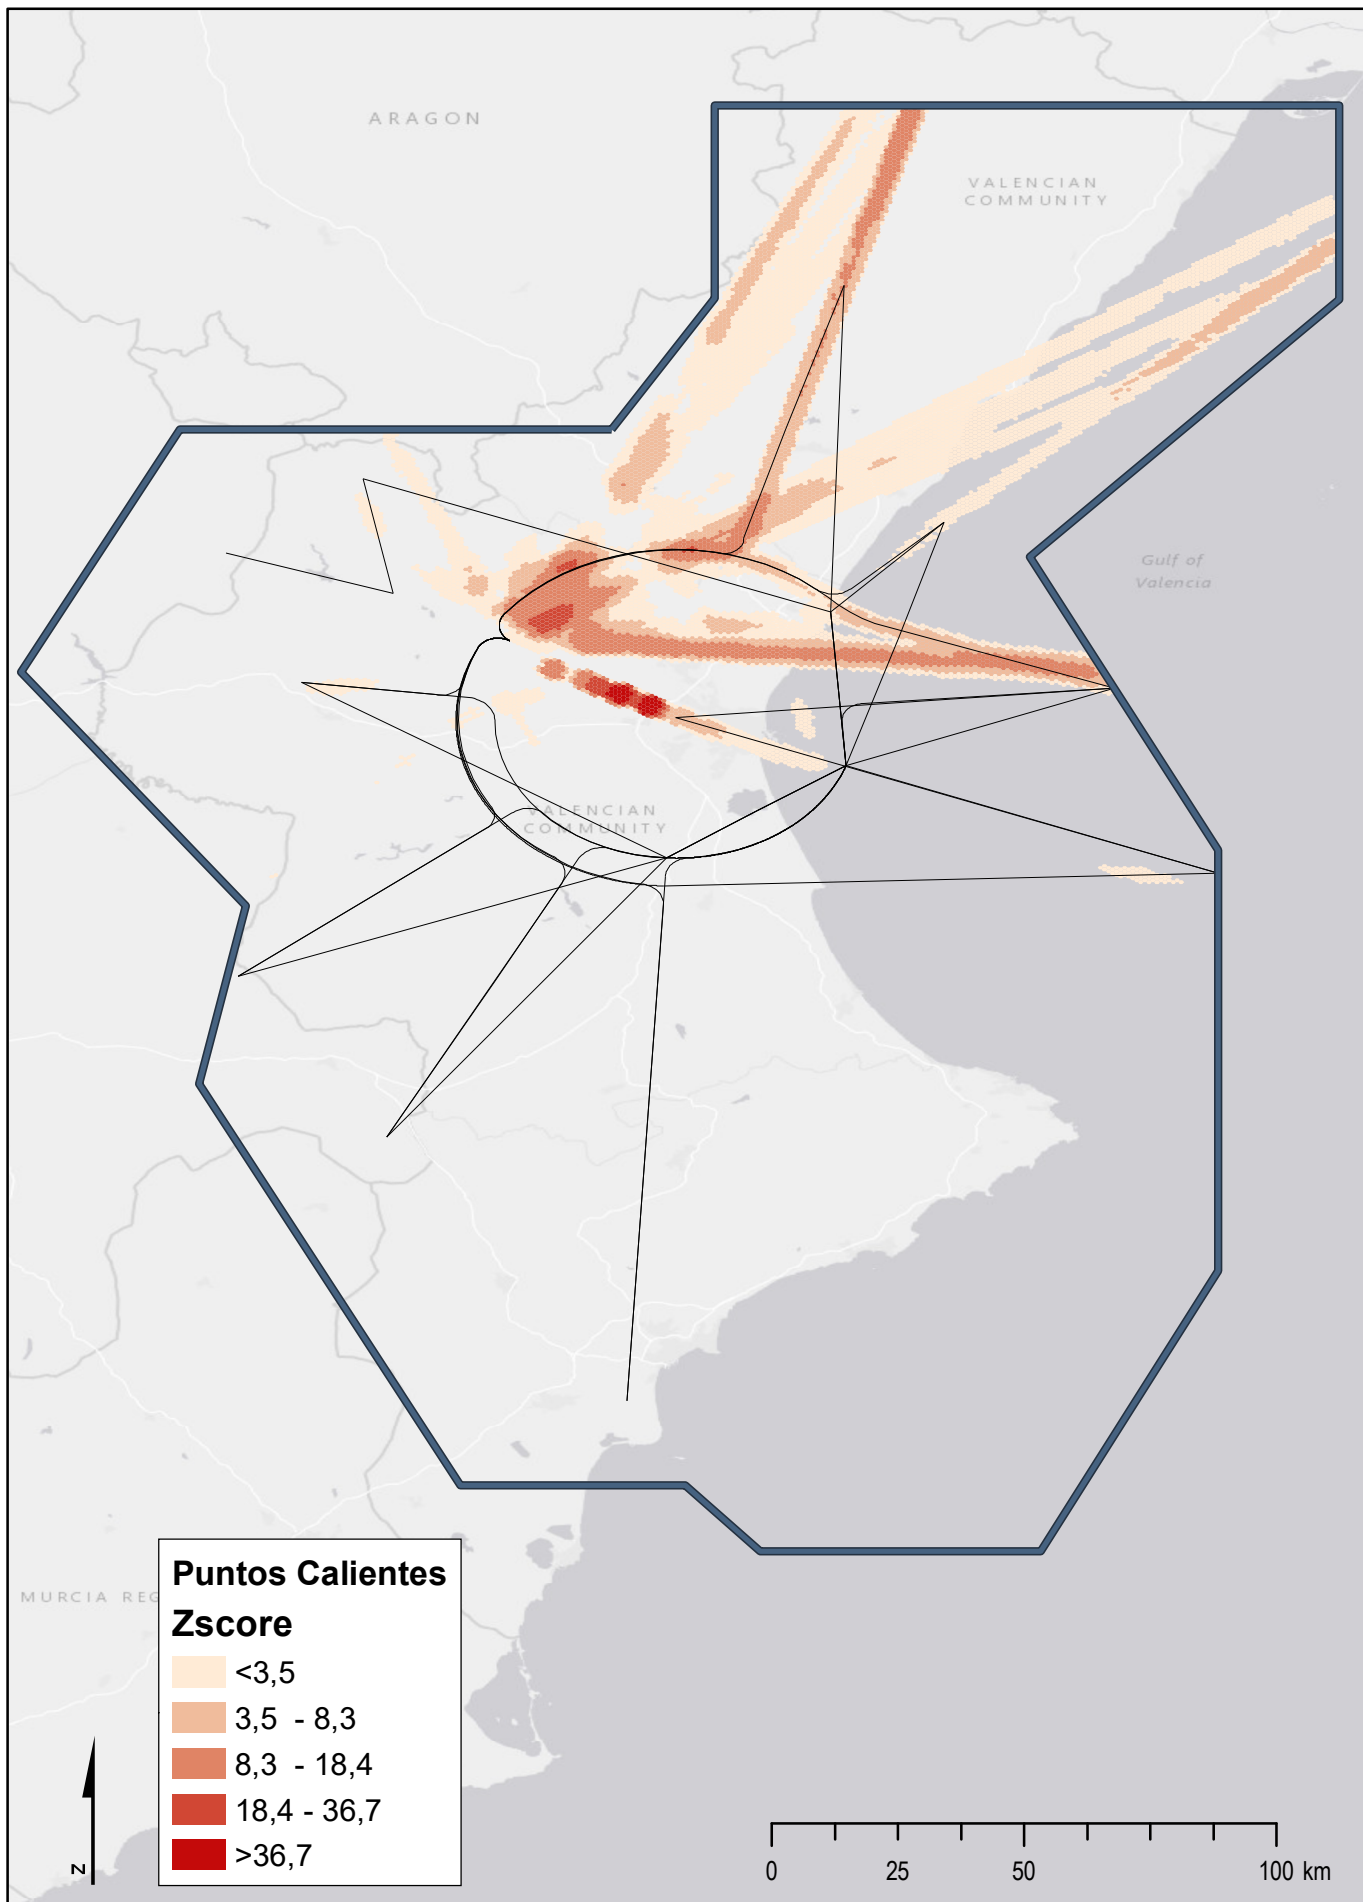 ARAGON
VALENCIAN
COMMUNITY
Gulf of
Valencia
VALENCIAN
COMMUNITY
MURCIA REG
Puntos Calientes
Zscore
<3,5
3,5 - 8,3
8,3 - 18,4
18,4 - 36,7
>36,7
N
0 25 50 100 km